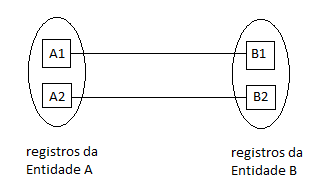 A1 B1
A2 B2
registros da registros da
Entidade A Entidade B